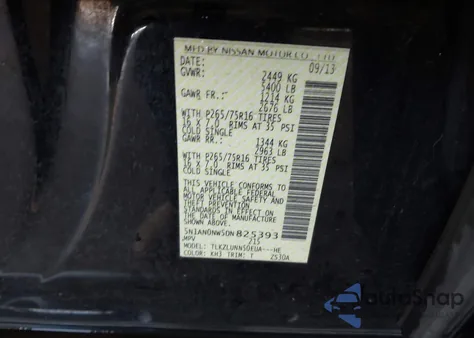 MFD BY NISSAN MOTOR CO., LTD
DATE: 09/13
GVWR: 2449 KG
5400 LB
GAWR FR.: 1214 KG
2676 LB
WITH P265/75R16 TIRES
16 X 7.0 RIMS AT 35 PSI
COLD SINGLE
GAWR RR.: 1344 KG
2963 LB
WITH P265/75R16 TIRES
16 X 7.0 RIMS AT 35 PSI
COLD SINGLE
THIS VEHICLE CONFORMS TO
ALL APPLICABLE FEDERAL
MOTOR VEHICLE SAFETY AND
THEFT PREVENTION
STANDARDS IN EFFECT ON
THE DATE OF MANUFACTURE
SHOWN ABOVE
5N1AN0NW5DN825393
MPV 215
MODEL:
COLOR: KH3 TRIM: T
AutoSnap